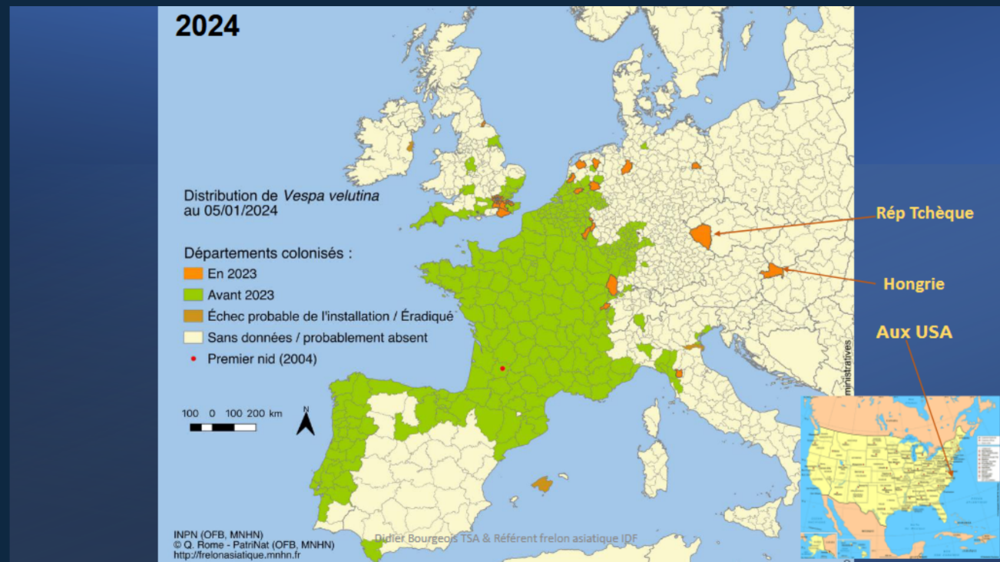 2024
Distribution de Vespa velutina
au 05/01/2024
Départements colonisés :
En 2023
Avant 2023
Échec probable de l'installation / Éradiqué
Sans données / probablement absent
Premier nid (2004)
100 0 100 200 km
N
Rép Tchèque
Hongrie
Aux USA
ministratives
INPN (OFB, MNHN)
© Q. Rome - PatriNat (OFB, MNHN)
http://frelonasiatique.mnhn.fr
Didier Bourgeois TSA & Référent frelon asiatique IDF